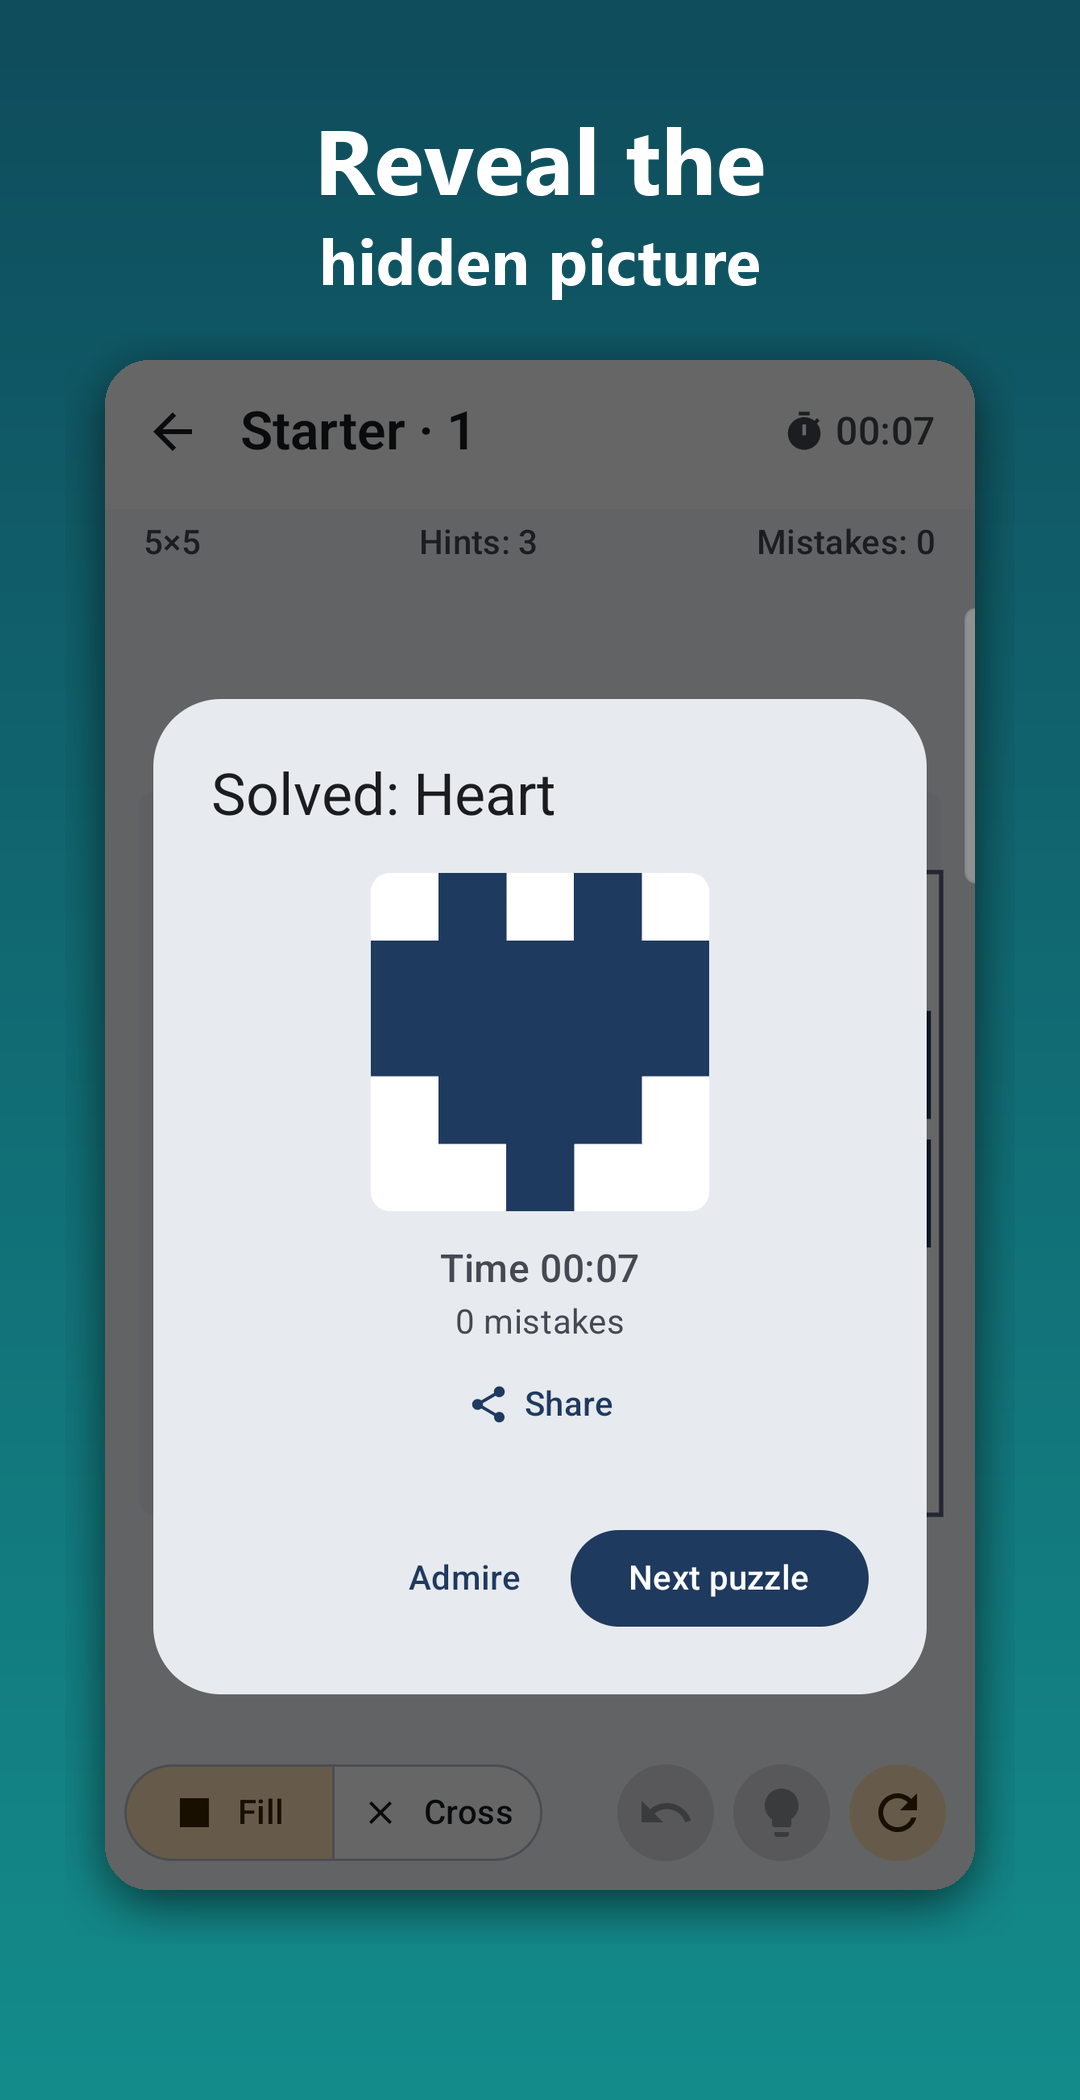 Reveal the
hidden picture
Starter · 1
00:07
5×5
Hints: 3
Mistakes: 0
Solved: Heart
Time 00:07
0 mistakes
Share
Admire
Next puzzle
Fill
Cross